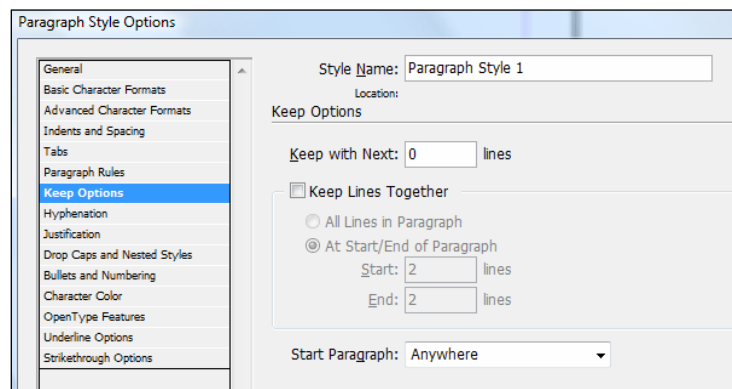 Paragraph Style Options
General
Basic Character Formats
Advanced Character Formats
Indents and Spacing
Tabs
Paragraph Rules
Keep Options
Hyphenation
Justification
Drop Caps and Nested Styles
Bullets and Numbering
Character Color
OpenType Features
Underline Options
Strikethrough Options
Style Name: Paragraph Style 1
Location:
Keep Options
Keep with Next: 0 lines
Keep Lines Together
All Lines in Paragraph
At Start/End of Paragraph
Start: 2 lines
End: 2 lines
Start Paragraph: Anywhere